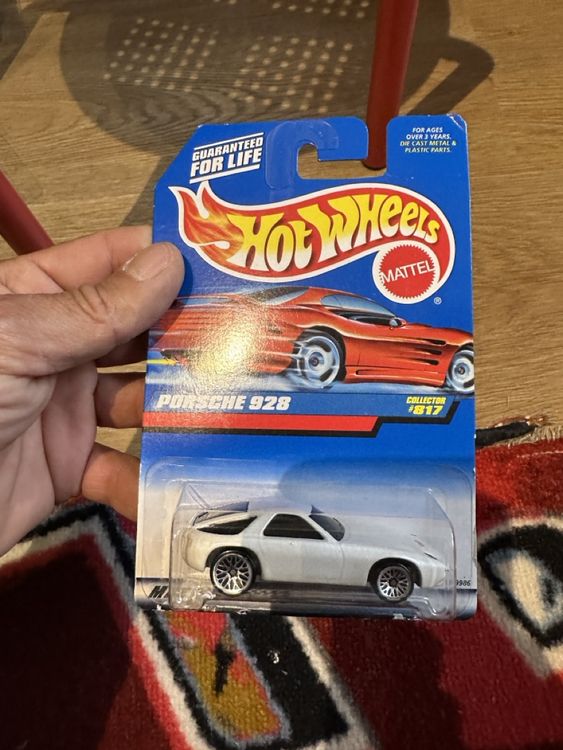 GUARANTEED
FOR LIFE
FOR AGES
OVER 3 YEARS.
DIE CAST METAL &
PLASTIC PARTS.
HOT WHEELS
MATTEL
®
PORSCHE 928
COLLECTOR
#817